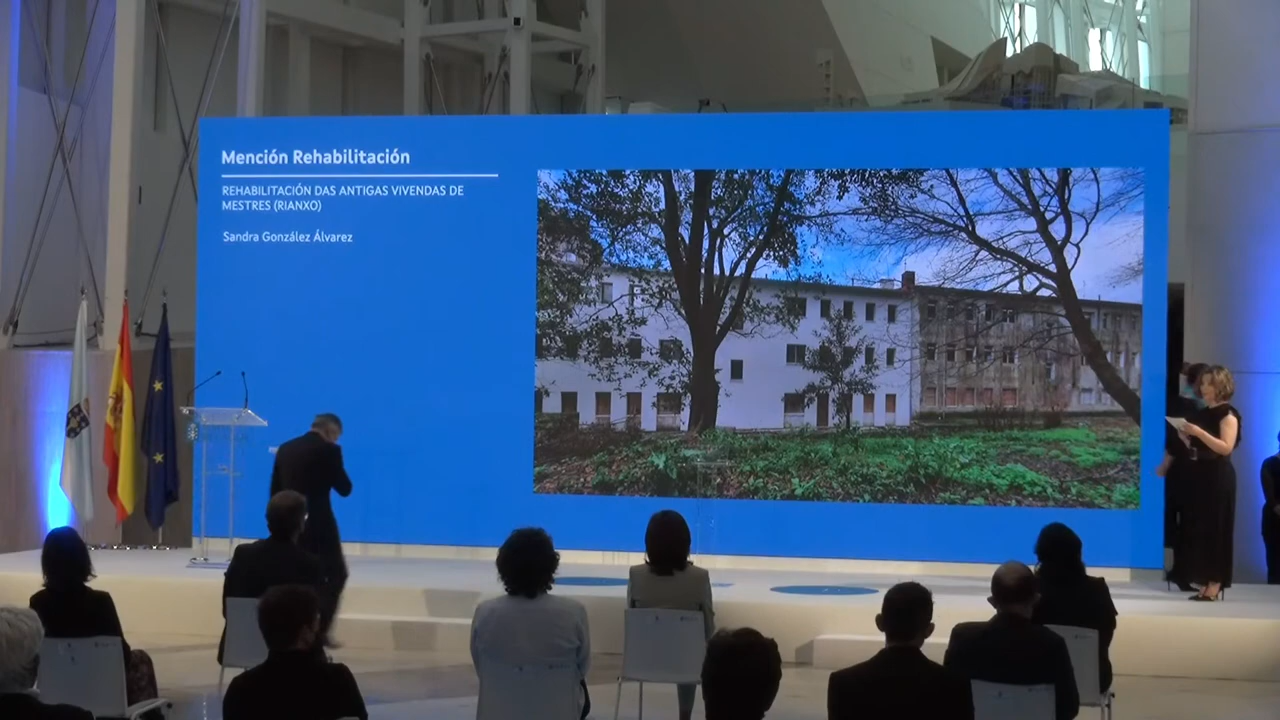 Mención Rehabilitación
REHABILITACIÓN DAS ANTIGAS VIVENDAS DE
MESTRES (RIANXO)
Sandra González Álvarez